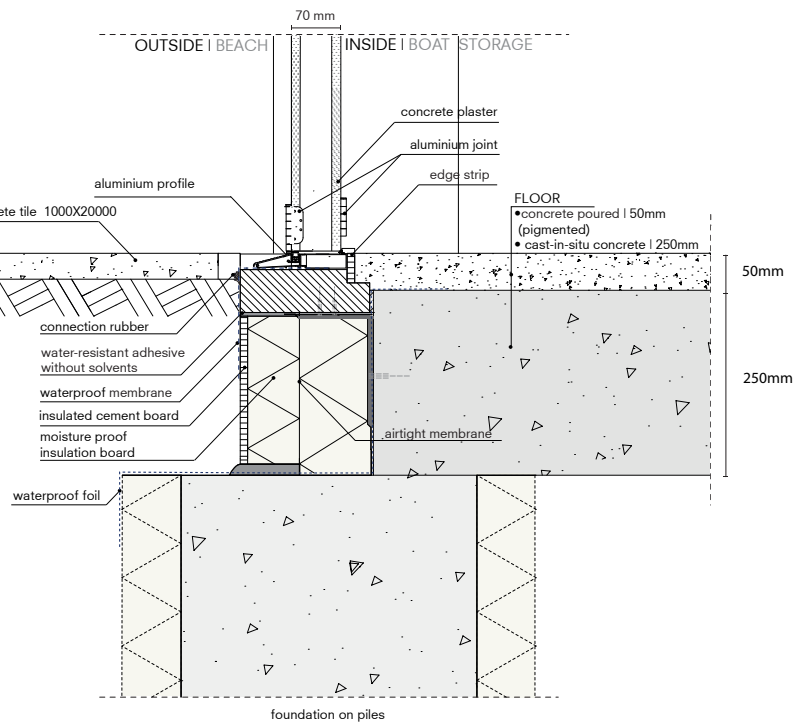 70 mm
OUTSIDE | BEACH
INSIDE | BOAT STORAGE
concrete plaster
aluminium joint
edge strip
aluminium profile
ete tile 1000X20000
FLOOR
•concrete poured | 50mm
(pigmented)
• cast-in-situ concrete | 250mm
50mm
250mm
connection rubber
water-resistant adhesive
without solvents
waterproof membrane
insulated cement board
moisture proof
insulation board
airtight membrane
waterproof foil
foundation on piles